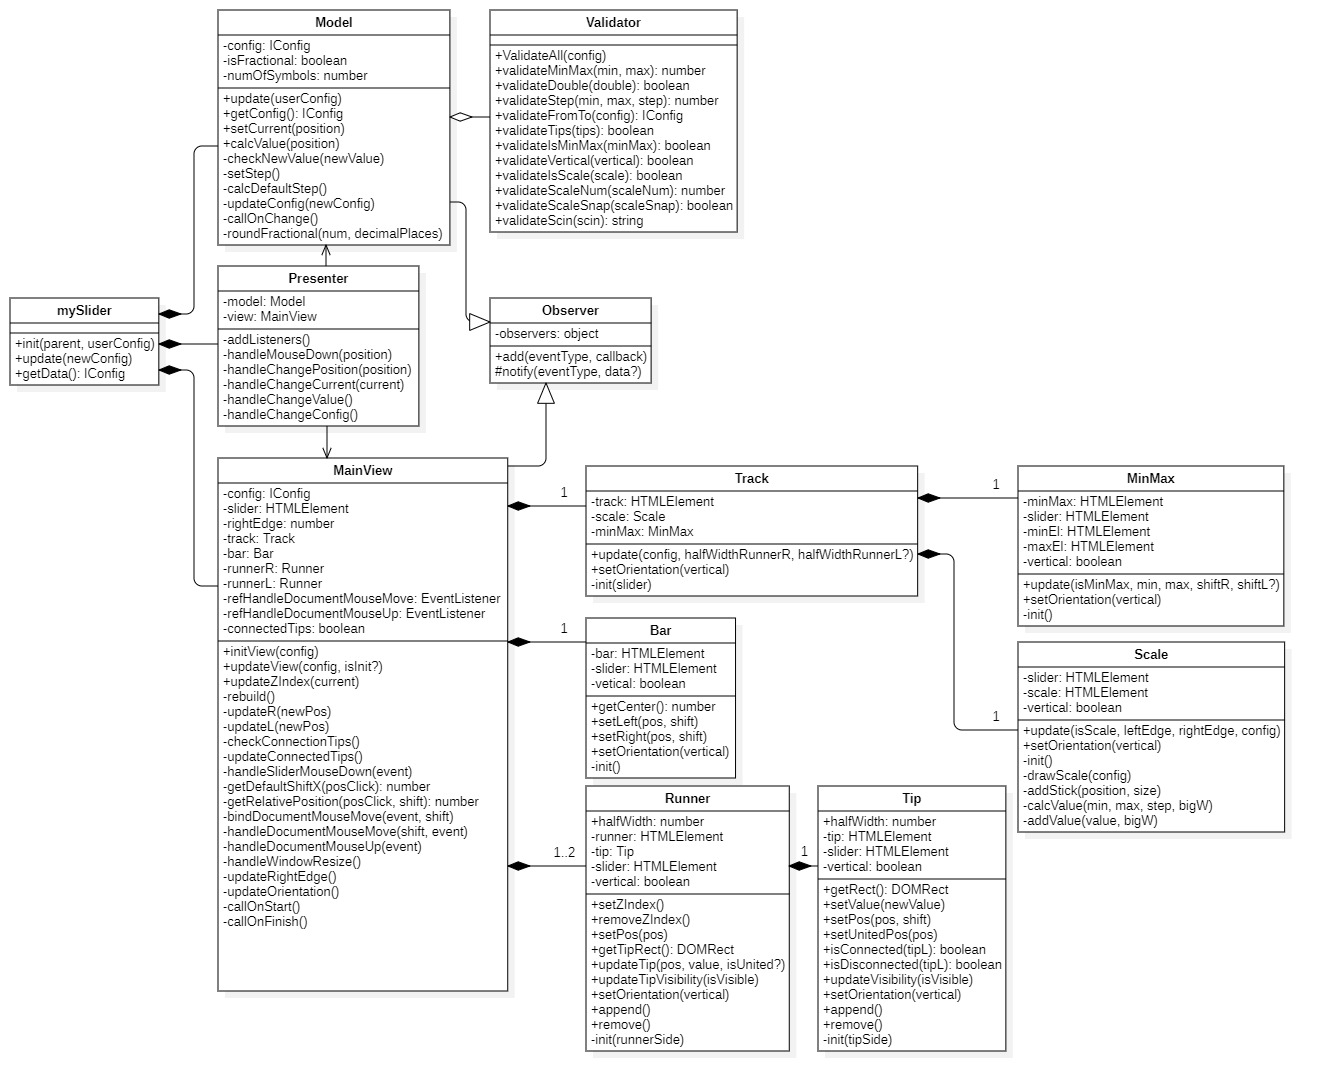 Model
-config: IConfig
-isFractional: boolean
-numOfSymbols: number
+update(userConfig)
+getConfig(): IConfig
+setCurrent(position)
+calcValue(position)
-checkNewValue(newValue)
-setStep()
-calcDefaultStep()
-updateConfig(newConfig)
-callOnChange()
-roundFractional(num, decimalPlaces)
Validator
+ValidateAll(config)
+validateMinMax(min, max): number
+validateDouble(double): boolean
+validateStep(min, max, step): number
+validateFromTo(config): IConfig
+validateTips(tips): boolean
+validateIsMinMax(minMax): boolean
+validateVertical(vertical): boolean
+validateIsScale(scale): boolean
+validateScaleNum(scaleNum): number
+validateScaleSnap(scaleSnap): boolean
+validateScin(scin): string
mySlider
+init(parent, userConfig)
+update(newConfig)
+getData(): IConfig
Presenter
-model: Model
-view: MainView
-addListeners()
-handleMouseDown(position)
-handleChangePosition(position)
-handleChangeCurrent(current)
-handleChangeValue()
-handleChangeConfig()
Observer
-observers: object
+add(eventType, callback)
#notify(eventType, data?)
MainView
-config: IConfig
-slider: HTMLElement
-rightEdge: number
-track: Track
-bar: Bar
-runnerR: Runner
-runnerL: Runner
-refHandleDocumentMouseMove: EventListener
-refHandleDocumentMouseUp: EventListener
-connectedTips: boolean
+initView(config)
+updateView(config, isInit?)
+updateZIndex(current)
-rebuild()
-updateR(newPos)
-updateL(newPos)
-checkConnectionTips()
-updateConnectedTips()
-handleSliderMouseDown(event)
-getDefaultShiftX(posClick): number
-getRelativePosition(posClick, shift): number
-bindDocumentMouseMove(event, shift)
-handleDocumentMouseMove(shift, event)
-handleDocumentMouseUp(event)
-handleWindowResize()
-updateRightEdge()
-updateOrientation()
-callOnStart()
-callOnFinish()
1
Track
-track: HTMLElement
-scale: Scale
-minMax: MinMax
+update(config, halfWidthRunnerR, halfWidthRunnerL?)
+setOrientation(vertical)
-init(slider)
1
MinMax
-minMax: HTMLElement
-slider: HTMLElement
-minEl: HTMLElement
-maxEl: HTMLElement
-vertical: boolean
+update(isMinMax, min, max, shiftR, shiftL?)
+setOrientation(vertical)
-init()
1
Bar
-bar: HTMLElement
-slider: HTMLElement
-vetical: boolean
+getCenter(): number
+setLeft(pos, shift)
+setRight(pos, shift)
+setOrientation(vertical)
-init()
1
Scale
-slider: HTMLElement
-scale: HTMLElement
-vertical: boolean
+update(isScale, leftEdge, rightEdge, config)
+setOrientation(vertical)
-init()
-drawScale(config)
-addStick(position, size)
-calcValue(min, max, step, bigW)
-addValue(value, bigW)
1..2
Runner
+halfWidth: number
-runner: HTMLElement
-tip: Tip
-slider: HTMLElement
-vertical: boolean
+setZIndex()
+removeZIndex()
+setPos(pos)
+getTipRect(): DOMRect
+updateTip(pos, value, isUnited?)
+updateTipVisibility(isVisible)
+setOrientation(vertical)
+append()
+remove()
-init(runnerSide)
1
Tip
+halfWidth: number
-tip: HTMLElement
-slider: HTMLElement
-vertical: boolean
+getRect(): DOMRect
+setValue(newValue)
+setPos(pos, shift)
+setUnitedPos(pos)
+isConnected(tipL): boolean
+isDisconnected(tipL): boolean
+updateVisibility(isVisible)
+setOrientation(vertical)
+append()
+remove()
-init(tipSide)